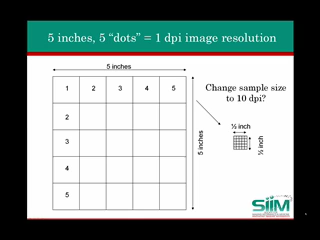 5 inches, 5 “dots” = 1 dpi image resolution
5 inches
1 2 3 4 5
2
3
4
5
5 inches
Change sample size
to 10 dpi?
½ inch
½ inch
SIIM